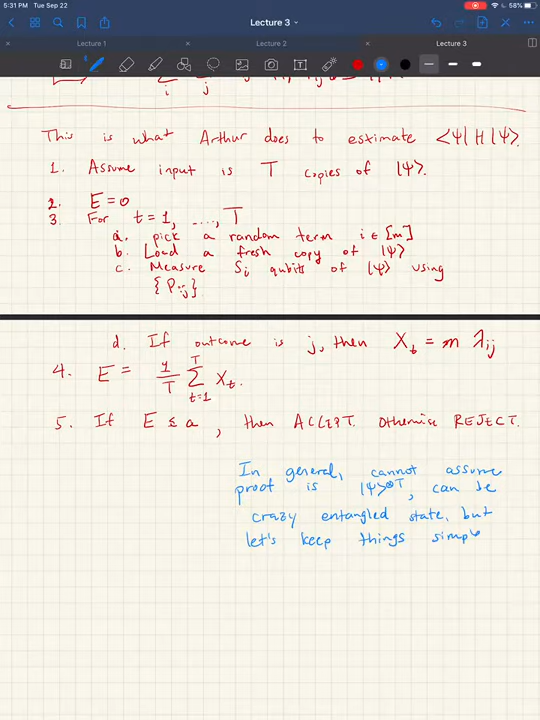 5:31 PM Tue Sep 22
58%
Lecture 3
Lecture 1
Lecture 2
Lecture 3
This is what Arthur does to estimate <Ψ| H |Ψ>.
1. Assume input is T copies of |Ψ>.
2. E = 0
3. For t = 1, ...., T
a. pick a random term i ∈ [m]
b. Load a fresh copy of |Ψ>
c. Measure Si qubits of |Ψ> using
{Pij}
d. If outcome is j, then Xt = m λij
4. E = 1/T Σ t=1 T Xt.
5. If E ≤ a, then ACCEPT. Otherwise REJECT.
In general, cannot assume
proof is |Ψ>⊗T, can be
crazy entangled state, but
let's keep things simple